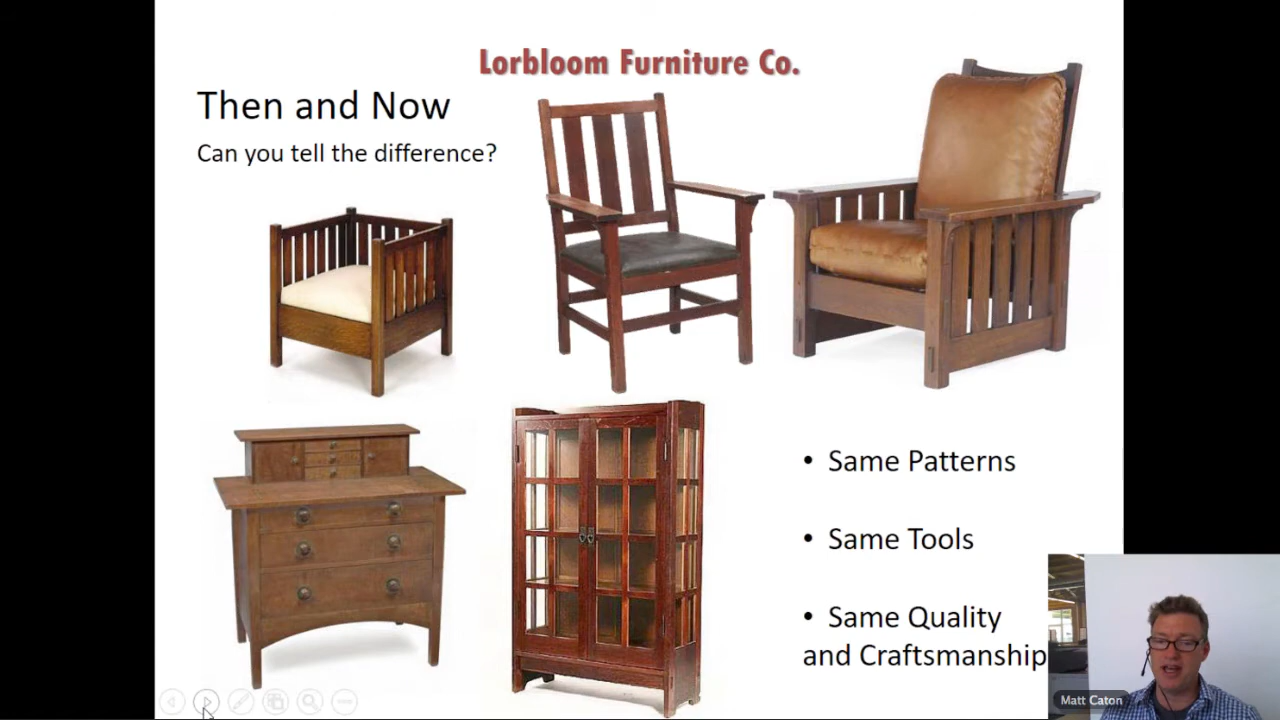 Lorbloom Furniture Co.
Then and Now
Can you tell the difference?
• Same Patterns
• Same Tools
• Same Quality
and Craftsmanship
Matt Caton